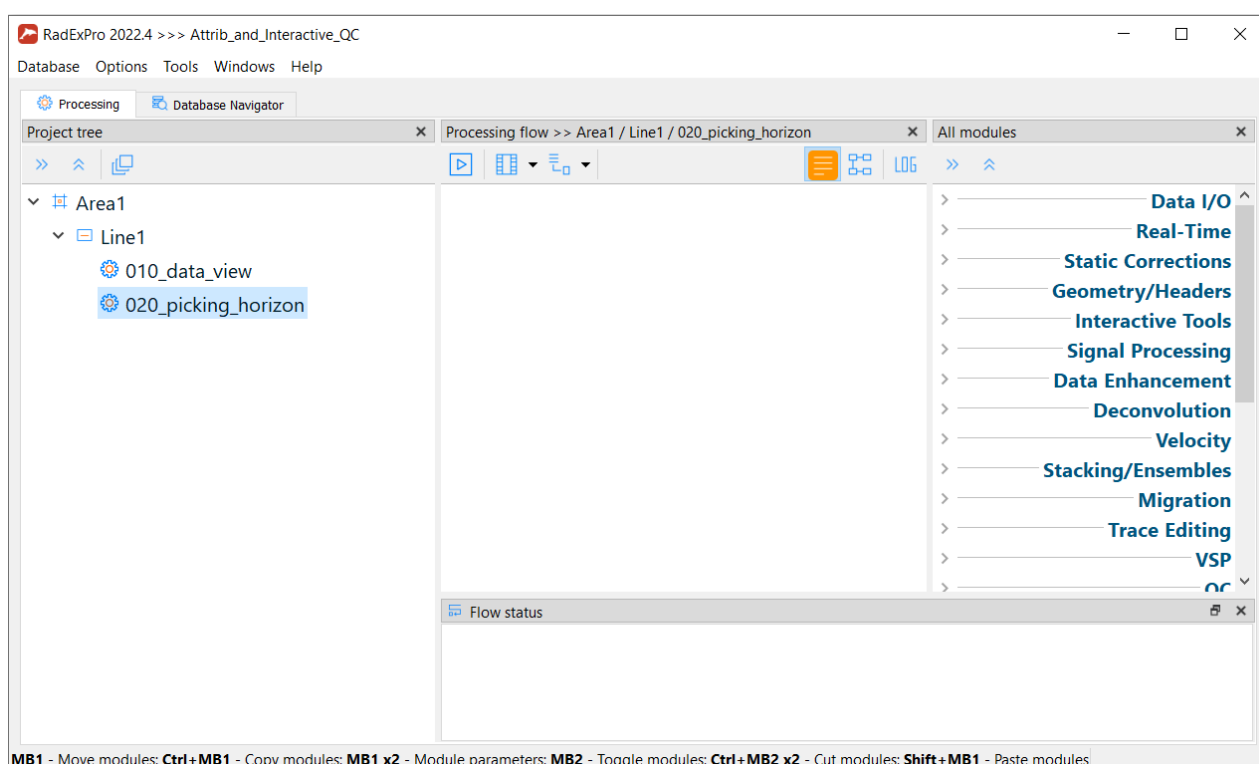 RadExPro 2022.4 >>> Attrib_and_Interactive_QC
Database Options Tools Windows Help
Processing Database Navigator
Project tree
Area1
Line1
010_data_view
020_picking_horizon
Processing flow >> Area1 / Line1 / 020_picking_horizon
LOG
All modules
Data I/O
Real-Time
Static Corrections
Geometry/Headers
Interactive Tools
Signal Processing
Data Enhancement
Deconvolution
Velocity
Stacking/Ensembles
Migration
Trace Editing
VSP
QC
Flow status
MB1 - Move modules; Ctrl+MB1 - Copy modules; MB1 x2 - Module parameters; MB2 - Toggle modules; Ctrl+MB2 x2 - Cut modules; Shift+MB1 - Paste modules